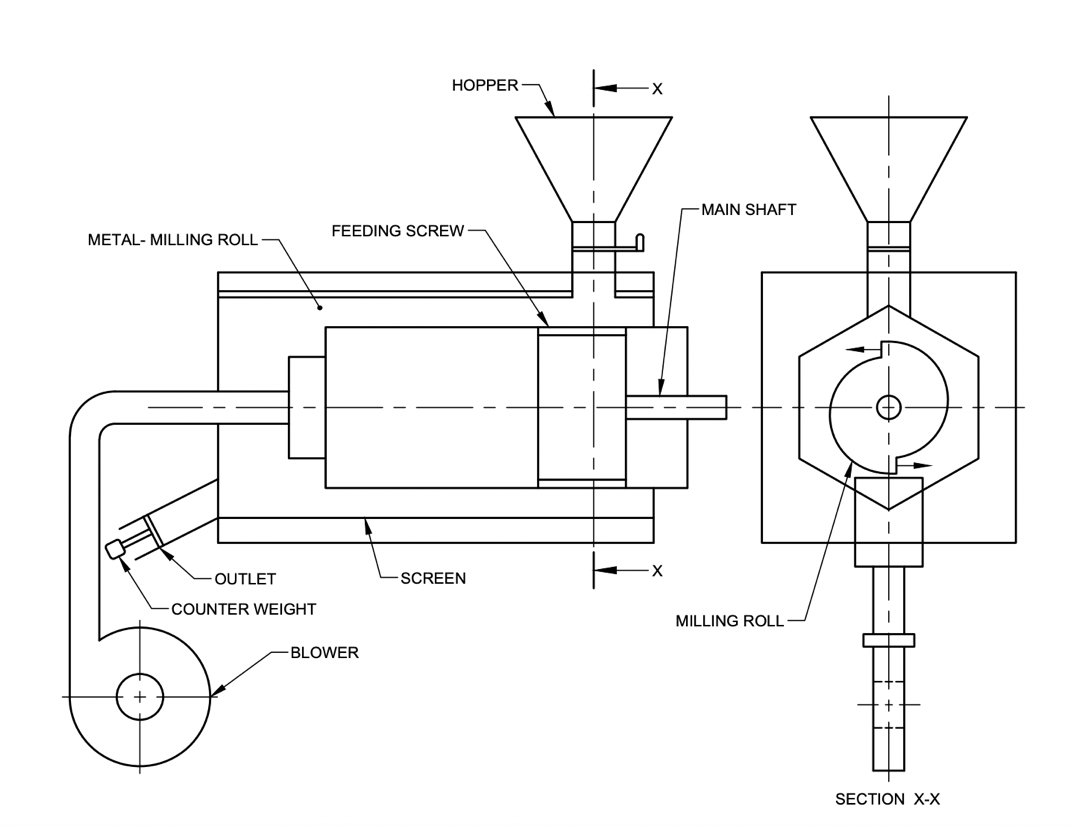 HOPPER
X
MAIN SHAFT
FEEDING SCREW
METAL- MILLING ROLL
OUTLET
SCREEN
X
COUNTER WEIGHT
MILLING ROLL
BLOWER
SECTION X-X